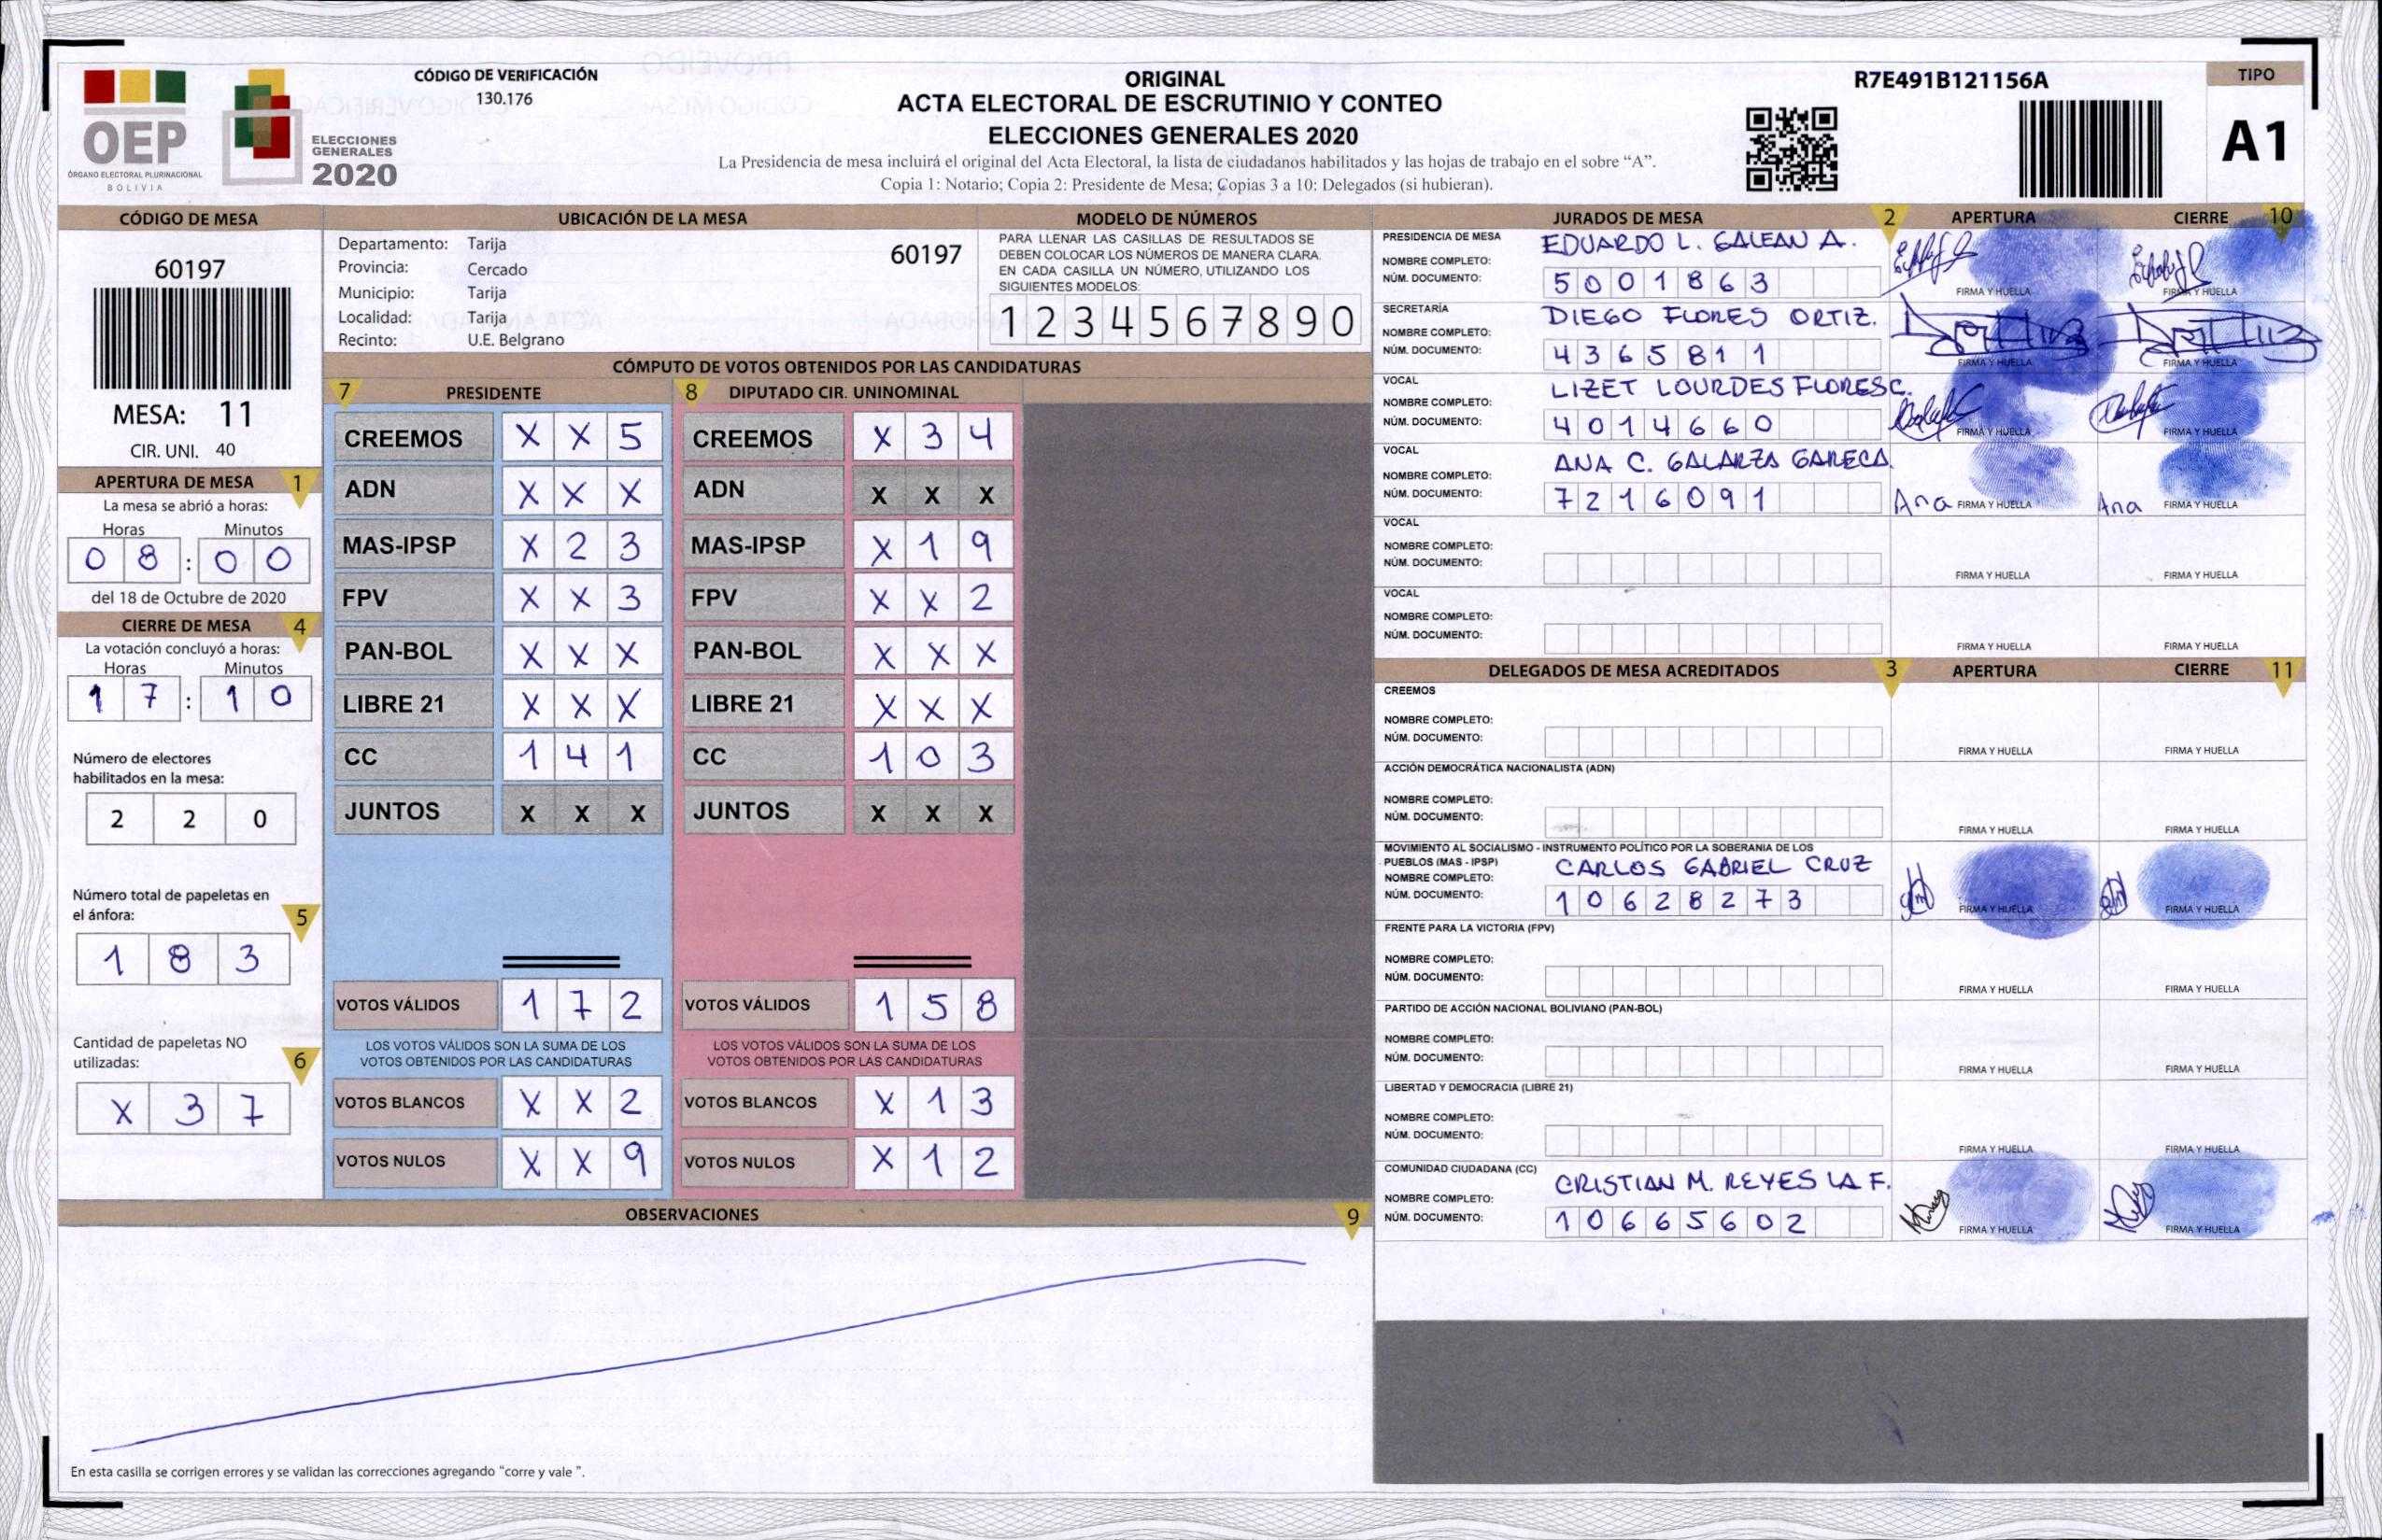 CÓDIGO DE VERIFICACIÓN
130.176
OEP
ÓRGANO ELECTORAL PLURINACIONAL
BOLIVIA
ELECCIONES
GENERALES
2020
ORIGINAL
ACTA ELECTORAL DE ESCRUTINIO Y CONTEO
ELECCIONES GENERALES 2020
La Presidencia de mesa incluirá el original del Acta Electoral, la lista de ciudadanos habilitados y las hojas de trabajo en el sobre “A”.
Copia 1: Notario; Copia 2: Presidente de Mesa; Copias 3 a 10: Delegados (si hubieran).
R7E491B121156A
TIPO
A1
CÓDIGO DE MESA
60197
MESA: 11
CIR. UNI. 40
APERTURA DE MESA 1
La mesa se abrió a horas:
Horas Minutos
0 8 : 0 0
del 18 de Octubre de 2020
CIERRE DE MESA 4
La votación concluyó a horas:
Horas Minutos
1 7 : 1 0
Número de electores
habilitados en la mesa:
2 2 0
Número total de papeletas en
el ánfora: 5
1 8 3
Cantidad de papeletas NO
utilizadas: 6
X 3 7
UBICACIÓN DE LA MESA
Departamento: Tarija
60197
Provincia: Cercado
Municipio: Tarija
Localidad: Tarija
Recinto: U.E. Belgrano
MODELO DE NÚMEROS
PARA LLENAR LAS CASILLAS DE RESULTADOS SE
DEBEN COLOCAR LOS NÚMEROS DE MANERA CLARA.
EN CADA CASILLA UN NÚMERO, UTILIZANDO LOS
SIGUIENTES MODELOS:
1 2 3 4 5 6 7 8 9 0
CÓMPUTO DE VOTOS OBTENIDOS POR LAS CANDIDATURAS
7 PRESIDENTE
CREEMOS X X 5
ADN X X X
MAS-IPSP X 2 3
FPV X X 3
PAN-BOL X X X
LIBRE 21 X X X
CC 1 4 1
JUNTOS X X X
VOTOS VÁLIDOS 1 7 2
LOS VOTOS VÁLIDOS SON LA SUMA DE LOS
VOTOS OBTENIDOS POR LAS CANDIDATURAS
VOTOS BLANCOS X X 2
VOTOS NULOS X X 9
8 DIPUTADO CIR. UNINOMINAL
CREEMOS X 3 4
ADN X X X
MAS-IPSP X 1 9
FPV X X 2
PAN-BOL X X X
LIBRE 21 X X X
CC 1 0 3
JUNTOS X X X
VOTOS VÁLIDOS 1 5 8
LOS VOTOS VÁLIDOS SON LA SUMA DE LOS
VOTOS OBTENIDOS POR LAS CANDIDATURAS
VOTOS BLANCOS X 1 3
VOTOS NULOS X 1 2
OBSERVACIONES 9
En esta casilla se corrigen errores y se validan las correcciones agregando “corre y vale ”.
JURADOS DE MESA 2 APERTURA CIERRE 10
PRESIDENCIA DE MESA
NOMBRE COMPLETO: EDUARDO L. GALEAN A.
NÚM. DOCUMENTO: 5 0 0 1 8 6 3
FIRMA Y HUELLA FIRMA Y HUELLA
SECRETARÍA
NOMBRE COMPLETO: DIEGO FLORES ORTIZ.
NÚM. DOCUMENTO: 4 3 6 5 8 1 1
FIRMA Y HUELLA FIRMA Y HUELLA
VOCAL
NOMBRE COMPLETO: LIZET LOURDES FLORES C.
NÚM. DOCUMENTO: 4 0 1 4 6 6 0
FIRMA Y HUELLA FIRMA Y HUELLA
VOCAL
NOMBRE COMPLETO: ANA C. GALARZA GARECA
NÚM. DOCUMENTO: 7 2 1 6 0 9 1
Ana FIRMA Y HUELLA Ana FIRMA Y HUELLA
VOCAL
NOMBRE COMPLETO:
NÚM. DOCUMENTO:
FIRMA Y HUELLA FIRMA Y HUELLA
VOCAL
NOMBRE COMPLETO:
NÚM. DOCUMENTO:
FIRMA Y HUELLA FIRMA Y HUELLA
DELEGADOS DE MESA ACREDITADOS 3 APERTURA CIERRE 11
CREEMOS
NOMBRE COMPLETO:
NÚM. DOCUMENTO:
FIRMA Y HUELLA FIRMA Y HUELLA
ACCIÓN DEMOCRÁTICA NACIONALISTA (ADN)
NOMBRE COMPLETO:
NÚM. DOCUMENTO:
FIRMA Y HUELLA FIRMA Y HUELLA
MOVIMIENTO AL SOCIALISMO - INSTRUMENTO POLÍTICO POR LA SOBERANIA DE LOS
PUEBLOS (MAS - IPSP)
NOMBRE COMPLETO: CARLOS GABRIEL CRUZ
NÚM. DOCUMENTO: 1 0 6 2 8 2 7 3
FIRMA Y HUELLA FIRMA Y HUELLA
FRENTE PARA LA VICTORIA (FPV)
NOMBRE COMPLETO:
NÚM. DOCUMENTO:
FIRMA Y HUELLA FIRMA Y HUELLA
PARTIDO DE ACCIÓN NACIONAL BOLIVIANO (PAN-BOL)
NOMBRE COMPLETO:
NÚM. DOCUMENTO:
FIRMA Y HUELLA FIRMA Y HUELLA
LIBERTAD Y DEMOCRACIA (LIBRE 21)
NOMBRE COMPLETO:
NÚM. DOCUMENTO:
FIRMA Y HUELLA FIRMA Y HUELLA
COMUNIDAD CIUDADANA (CC)
NOMBRE COMPLETO: CRISTIAN M. REYES LA F.
NÚM. DOCUMENTO: 1 0 6 6 5 6 0 2
FIRMA Y HUELLA FIRMA Y HUELLA